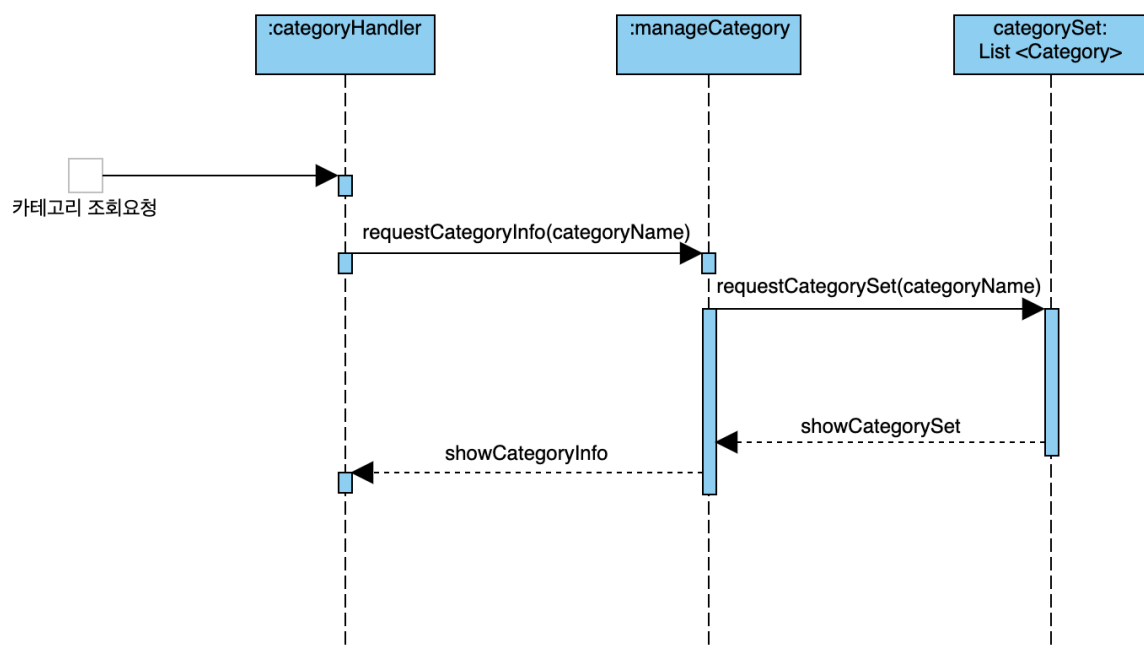 :categoryHandler
:manageCategory
categorySet:
List <Category>
카테고리 조회요청
requestCategoryInfo(categoryName)
requestCategorySet(categoryName)
showCategorySet
showCategoryInfo